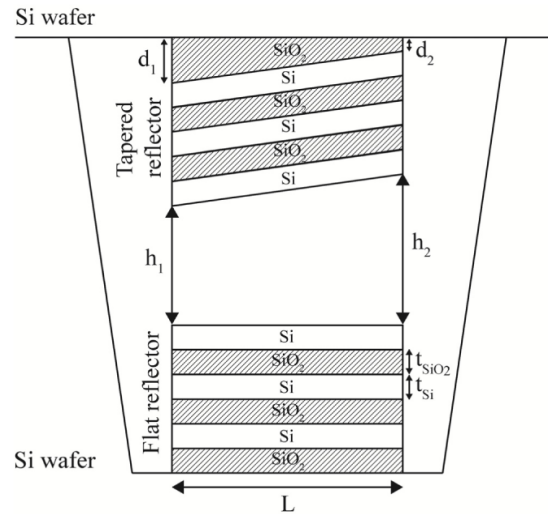 Si wafer
d1
SiO2
d2
Si
SiO2
Si
SiO2
Si
Tapered
reflector
h1
h2
Si
SiO2
tSiO2
Si
tSi
SiO2
Si
SiO2
Flat reflector
Si wafer
L